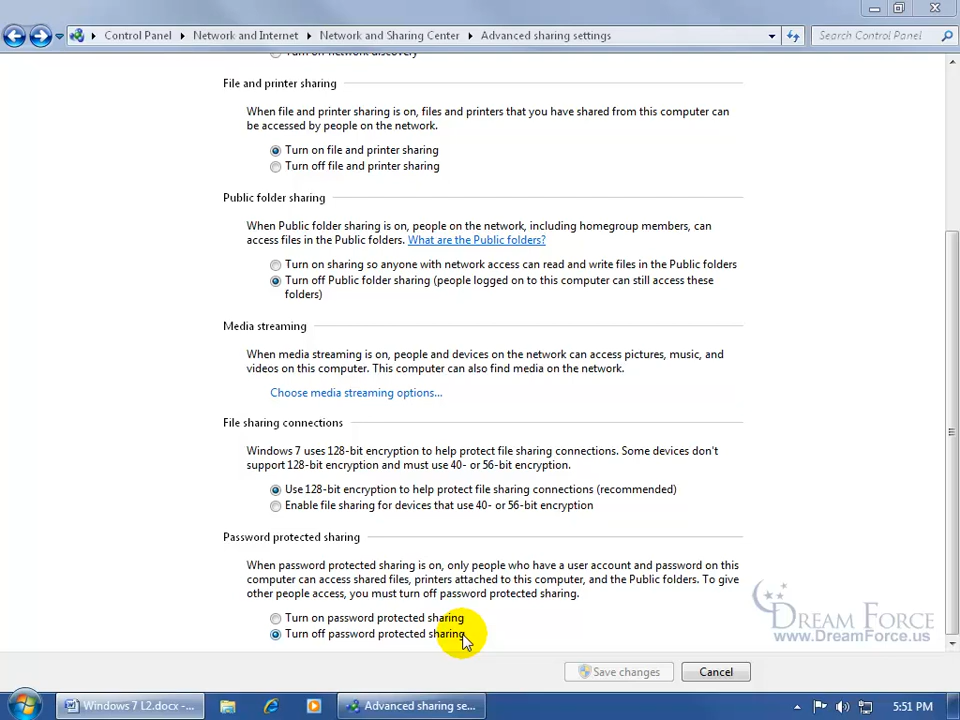 Control Panel ▸ Network and Internet ▸ Network and Sharing Center ▸ Advanced sharing settings
Search Control Panel
Turn on network discovery
File and printer sharing
When file and printer sharing is on, files and printers that you have shared from this computer can
be accessed by people on the network.
Turn on file and printer sharing
Turn off file and printer sharing
Public folder sharing
When Public folder sharing is on, people on the network, including homegroup members, can
access files in the Public folders. What are the Public folders?
Turn on sharing so anyone with network access can read and write files in the Public folders
Turn off Public folder sharing (people logged on to this computer can still access these
folders)
Media streaming
When media streaming is on, people and devices on the network can access pictures, music, and
videos on this computer. This computer can also find media on the network.
Choose media streaming options...
File sharing connections
Windows 7 uses 128-bit encryption to help protect file sharing connections. Some devices don't
support 128-bit encryption and must use 40- or 56-bit encryption.
Use 128-bit encryption to help protect file sharing connections (recommended)
Enable file sharing for devices that use 40- or 56-bit encryption
Password protected sharing
When password protected sharing is on, only people who have a user account and password on this
computer can access shared files, printers attached to this computer, and the Public folders. To give
other people access, you must turn off password protected sharing.
Turn on password protected sharing
Turn off password protected sharing
DREAM FORCE
www.DreamForce.us
Save changes
Cancel
Windows 7 L2.docx -...
Advanced sharing se...
5:51 PM